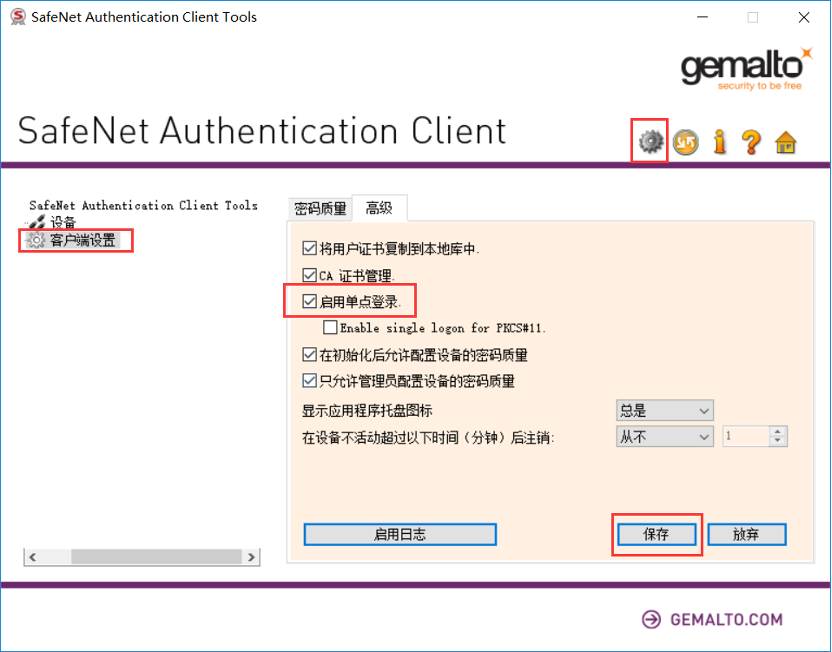 SafeNet Authentication Client Tools
gemalto
security to be free
SafeNet Authentication Client
SafeNet Authentication Client Tools
设备
客户端设置
密码质量
高级
将用户证书复制到本地库中.
CA 证书管理.
启用单点登录.
Enable single logon for PKCS#11.
在初始化后允许配置设备的密码质量
只允许管理员配置设备的密码质量
显示应用程序托盘图标
总是
在设备不活动超过以下时间（分钟）后注销:
从不
1
启用日志
保存
放弃
GEMALTO.COM